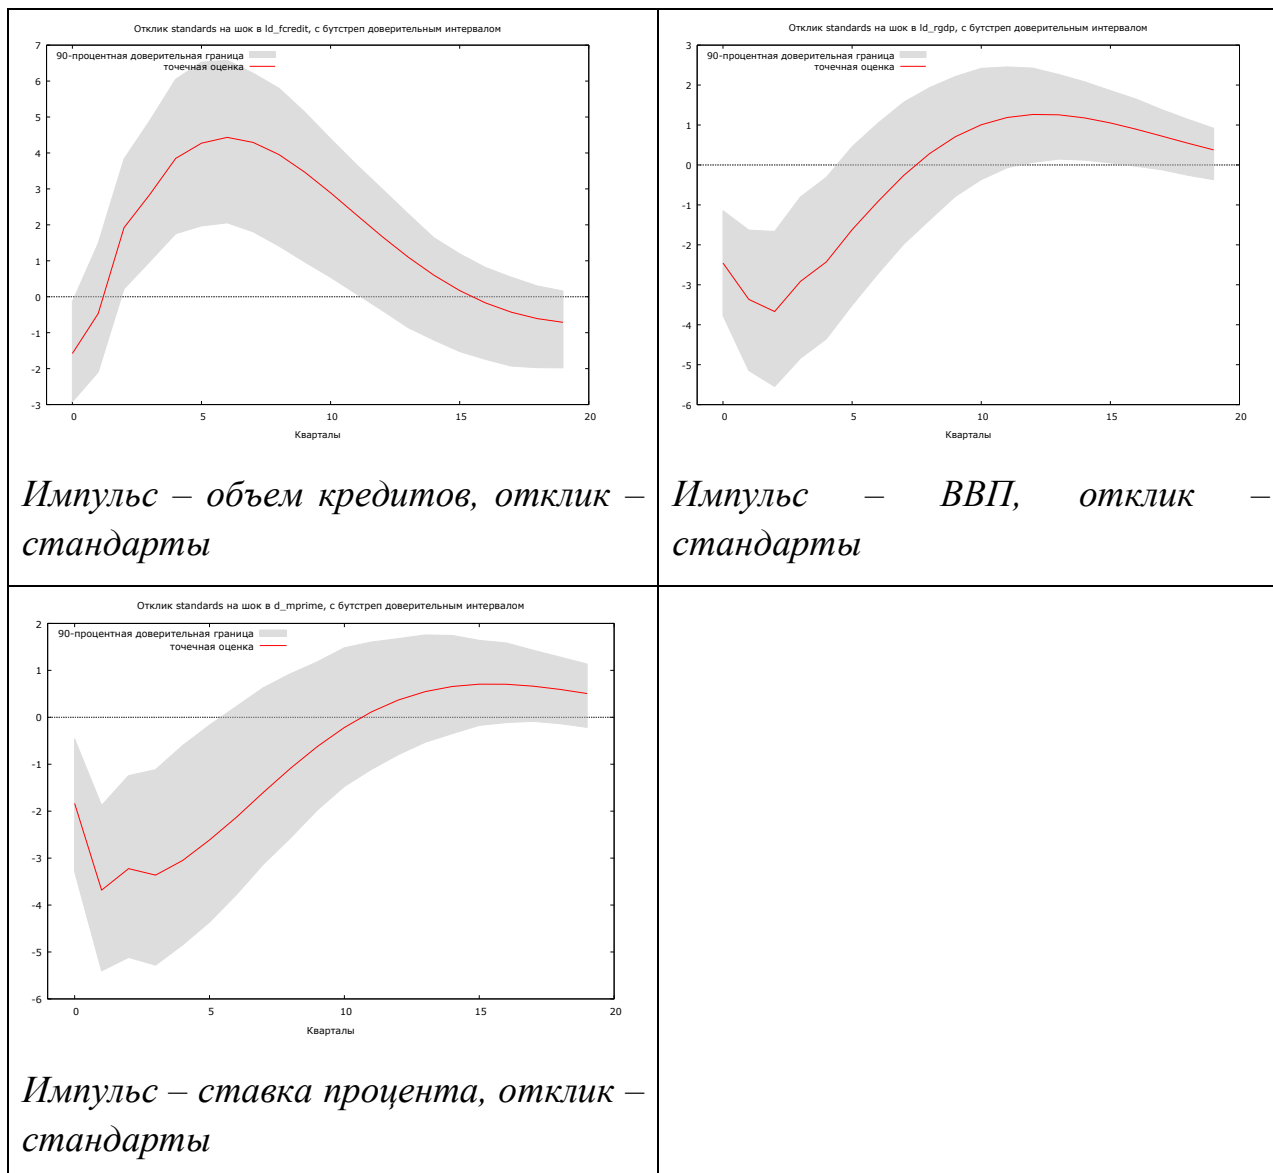 Отклик standards на шок в ld_fcredit, с бутстреп доверительным интервалом
7
90-процентная доверительная граница
точечная оценка
6
5
4
3
2
1
0
-1
-2
-3
0 5 10 15 20
Кварталы
Импульс – объем кредитов, отклик –
стандарты
Отклик standards на шок в ld_rgdp, с бутстреп доверительным интервалом
3
90-процентная доверительная граница
точечная оценка
2
1
0
-1
-2
-3
-4
-5
-6
0 5 10 15 20
Кварталы
Импульс – ВВП, отклик –
стандарты
Отклик standards на шок в d_mprime, с бутстреп доверительным интервалом
2
90-процентная доверительная граница
точечная оценка
1
0
-1
-2
-3
-4
-5
-6
0 5 10 15 20
Кварталы
Импульс – ставка процента, отклик –
стандарты